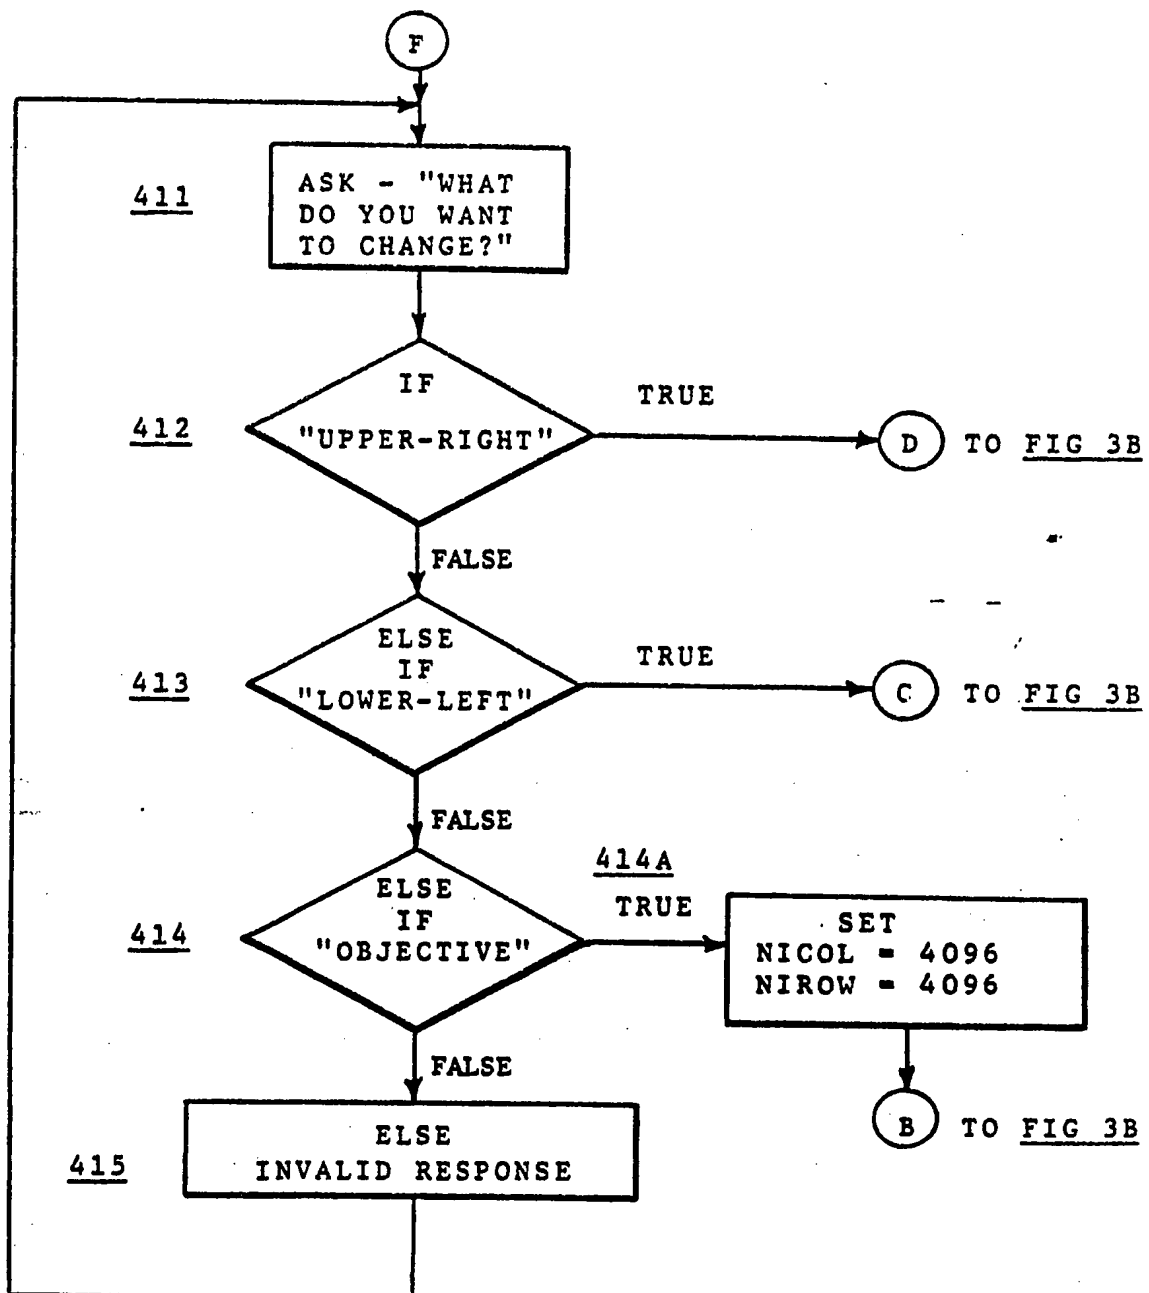 F
411
ASK - "WHAT
DO YOU WANT
TO CHANGE?"
412
IF
"UPPER-RIGHT"
TRUE
D
TO FIG 3B
FALSE
413
ELSE
IF
"LOWER-LEFT"
TRUE
C
TO FIG 3B
FALSE
414
ELSE
IF
"OBJECTIVE"
414A
TRUE
SET
NICOL = 4096
NIROW = 4096
B
TO FIG 3B
FALSE
415
ELSE
INVALID RESPONSE